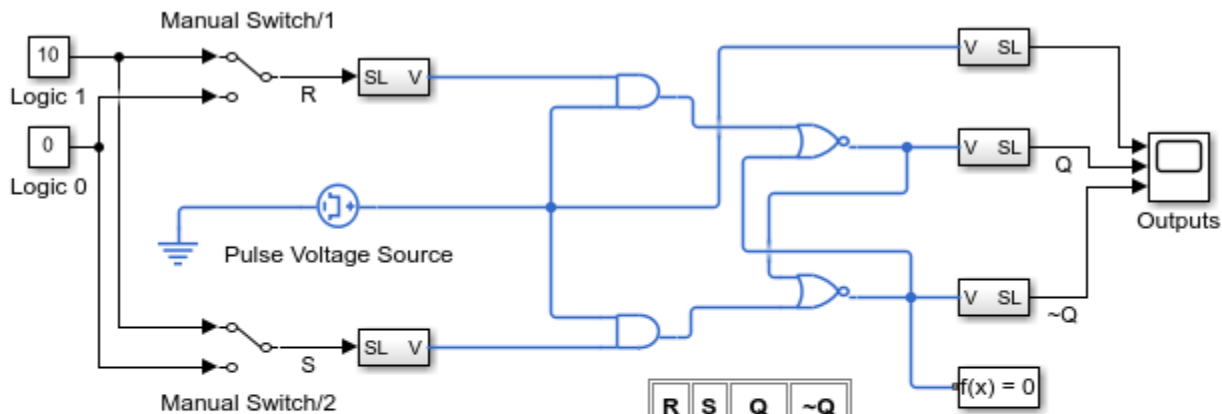 Manual Switch/1
10
Logic 1
SL V
R
0
Logic 0
V SL
V SL
Q
Outputs
Pulse Voltage Source
V SL
~Q
SL V
S
Manual Switch/2
f(x) = 0
R S Q ~Q